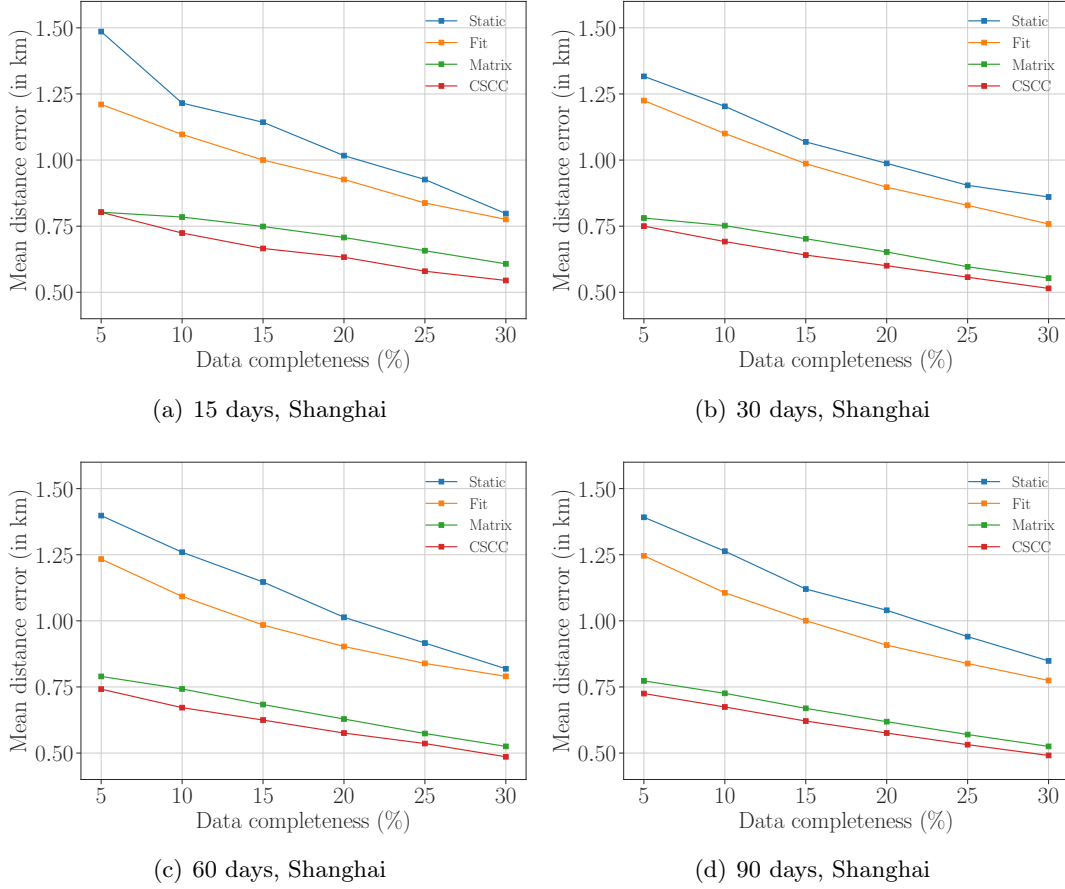 Mean distance error (in km)
1.50
1.25
1.00
0.75
0.50
Static
Fit
Matrix
CSCC
5 10 15 20 25 30
Data completeness (%)
(a) 15 days, Shanghai
Mean distance error (in km)
1.50
1.25
1.00
0.75
0.50
Static
Fit
Matrix
CSCC
5 10 15 20 25 30
Data completeness (%)
(b) 30 days, Shanghai
Mean distance error (in km)
1.50
1.25
1.00
0.75
0.50
Static
Fit
Matrix
CSCC
5 10 15 20 25 30
Data completeness (%)
(c) 60 days, Shanghai
Mean distance error (in km)
1.50
1.25
1.00
0.75
0.50
Static
Fit
Matrix
CSCC
5 10 15 20 25 30
Data completeness (%)
(d) 90 days, Shanghai